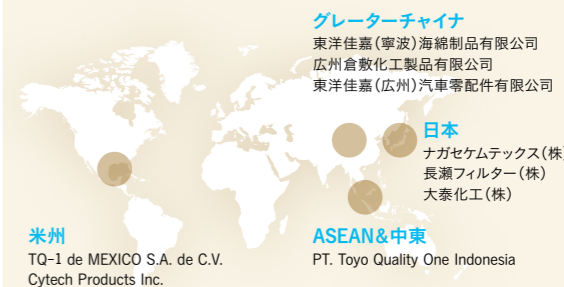 グレーターチャイナ
東洋佳嘉(寧波)海綿制品有限公司
広州倉敷化工製品有限公司
東洋佳嘉(広州)汽車零配件有限公司
日本
ナガセケムテックス(株)
長瀬フィルター(株)
大泰化工(株)
米州
TQ-1 de MEXICO S.A. de C.V.
Cytech Products Inc.
ASEAN&中東
PT. Toyo Quality One Indonesia